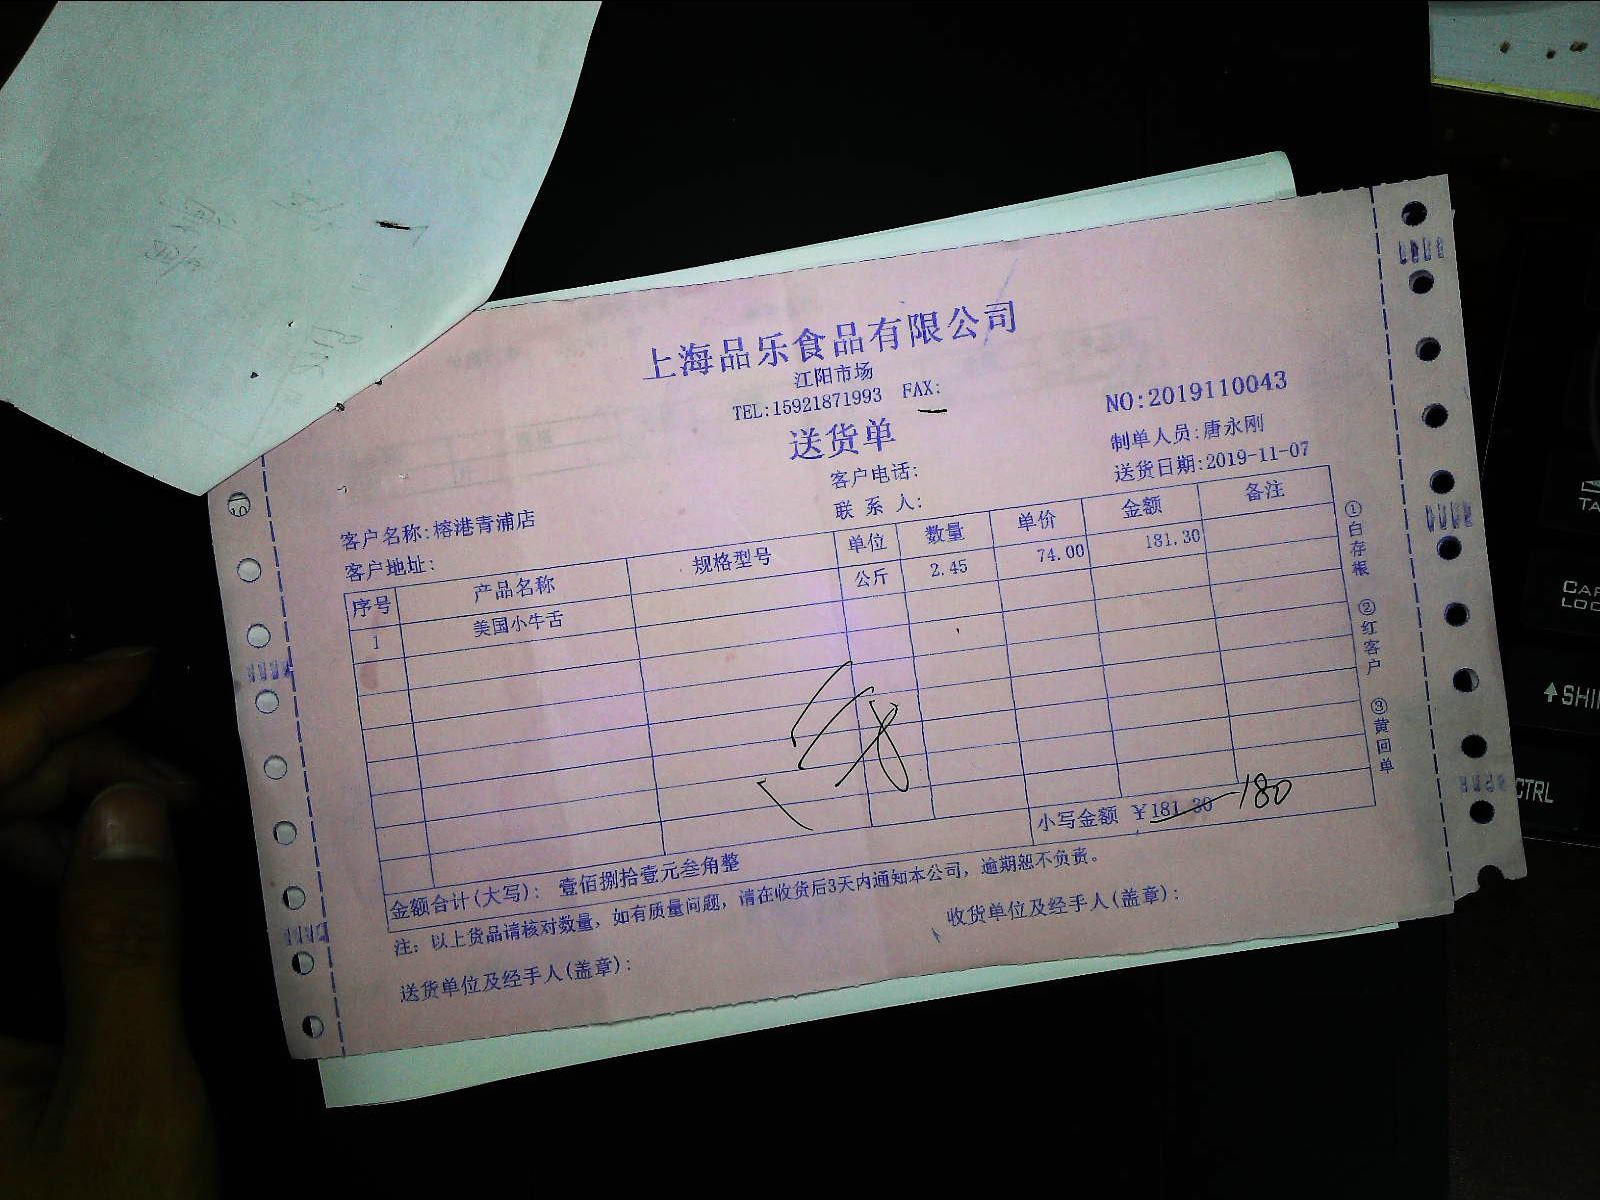 上海品乐食品有限公司
江阳市场
TEL:15921871993 FAX:
送货单
NO:2019110043
制单人员:唐永刚
客户电话:
送货日期:2019-11-07
客户名称:榕港青浦店
联 系 人:
客户地址:
序号 产品名称 规格型号 单位 数量 单价 金额 备注
1 美国小牛舌 公斤 2.45 74.00 181.30
小写金额 ￥181.30 180
金额合计(大写): 壹佰捌拾壹元叁角整
注: 以上货品请核对数量, 如有质量问题, 请在收货后3天内通知本公司, 逾期恕不负责。
送货单位及经手人(盖章):
收货单位及经手人(盖章):
①白存根 ②红客户 ③黄回单
SHI
CTRL